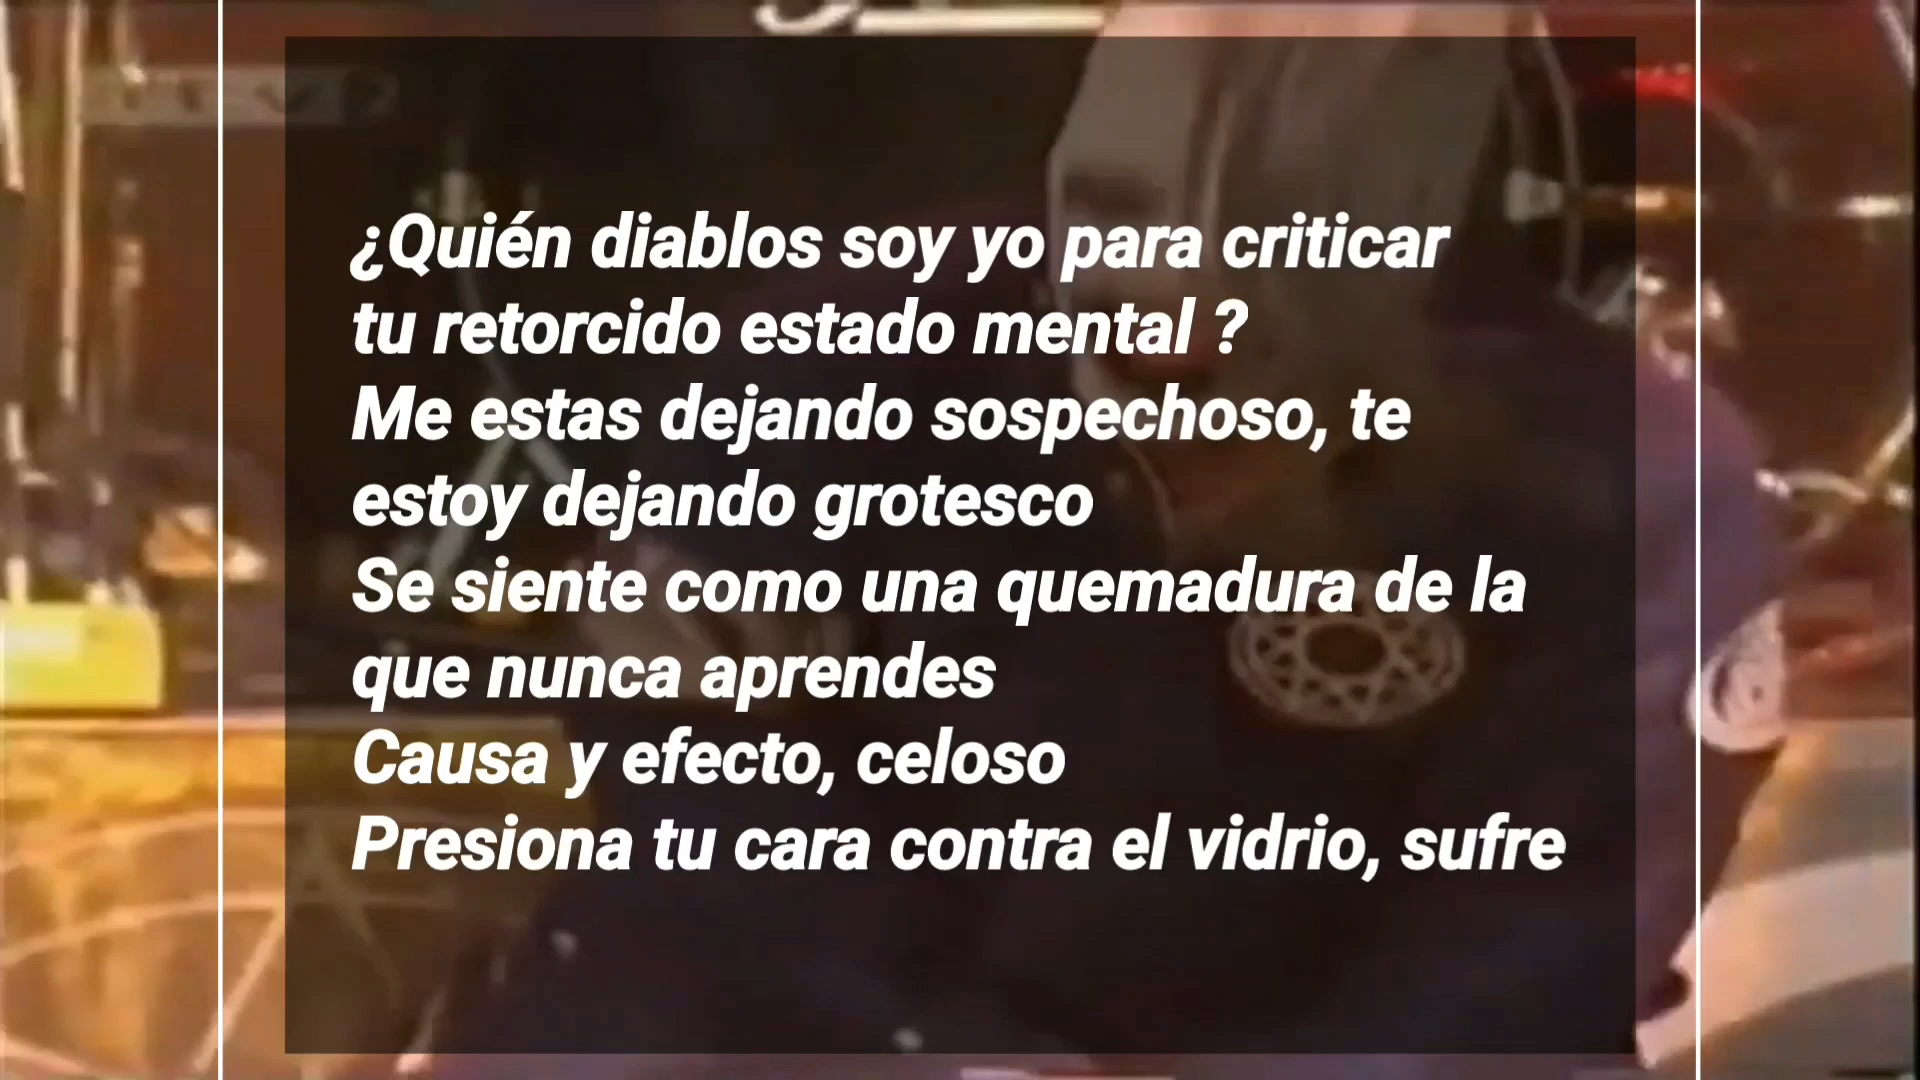 ¿Quién diablos soy yo para criticar
tu retorcido estado mental ?
Me estas dejando sospechoso, te
estoy dejando grotesco
Se siente como una quemadura de la
que nunca aprendes
Causa y efecto, celoso
Presiona tu cara contra el vidrio, sufre